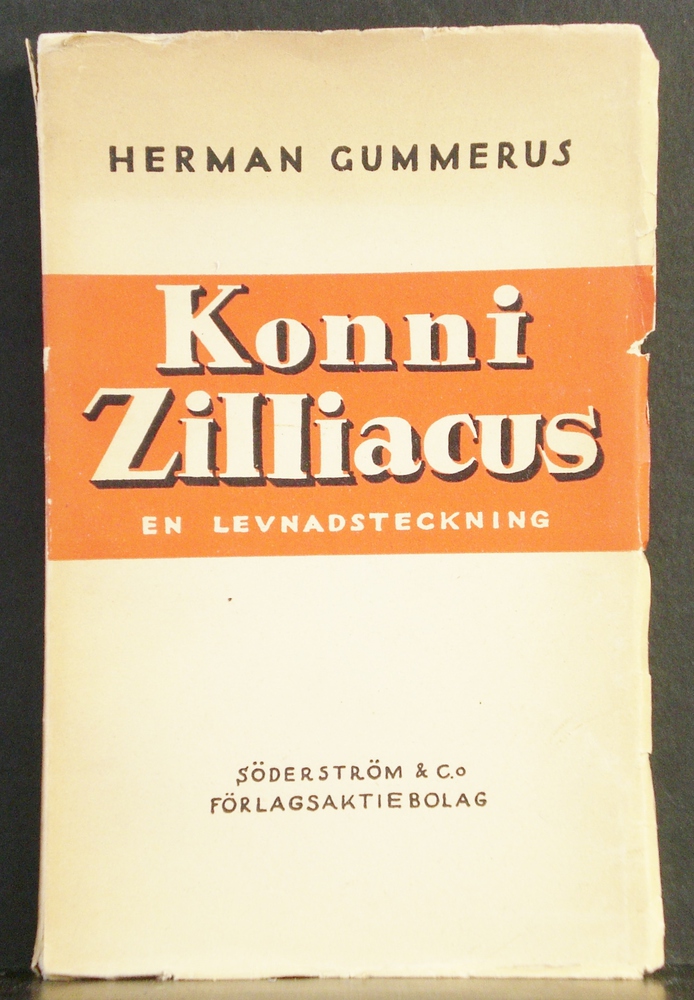 HERMAN GUMMERUS
Konni
Zilliacus
EN LEVNADSTECKNING
SÖDERSTRÖM & C.o
FÖRLAGSAKTIEBOLAG